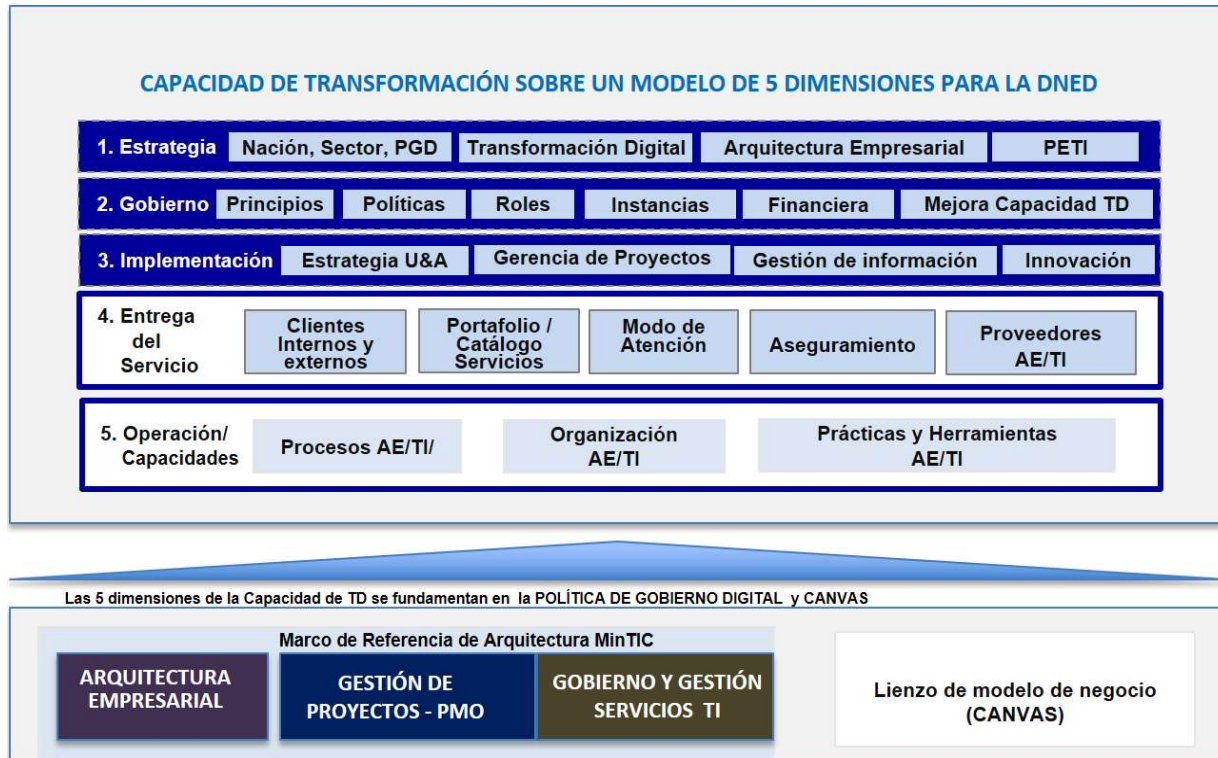 CAPACIDAD DE TRANSFORMACIÓN SOBRE UN MODELO DE 5 DIMENSIONES PARA LA DNED
1. Estrategia Nación, Sector, PGD Transformación Digital Arquitectura Empresarial PETI
2. Gobierno Principios Políticas Roles Instancias Financiera Mejora Capacidad TD
3. Implementación Estrategia U&A Gerencia de Proyectos Gestión de información Innovación
4. Entrega
del
Servicio
Clientes
Internos y
externos
Portafolio /
Catálogo
Servicios
Modo de
Atención
Aseguramiento
Proveedores
AE/TI
5. Operación/
Capacidades
Procesos AE/TI/
Organización
AE/TI
Prácticas y Herramientas
AE/TI
Las 5 dimensiones de la Capacidad de TD se fundamentan en la POLÍTICA DE GOBIERNO DIGITAL y CANVAS
Marco de Referencia de Arquitectura MinTIC
ARQUITECTURA
EMPRESARIAL
GESTIÓN DE
PROYECTOS - PMO
GOBIERNO Y GESTIÓN
SERVICIOS TI
Lienzo de modelo de negocio
(CANVAS)